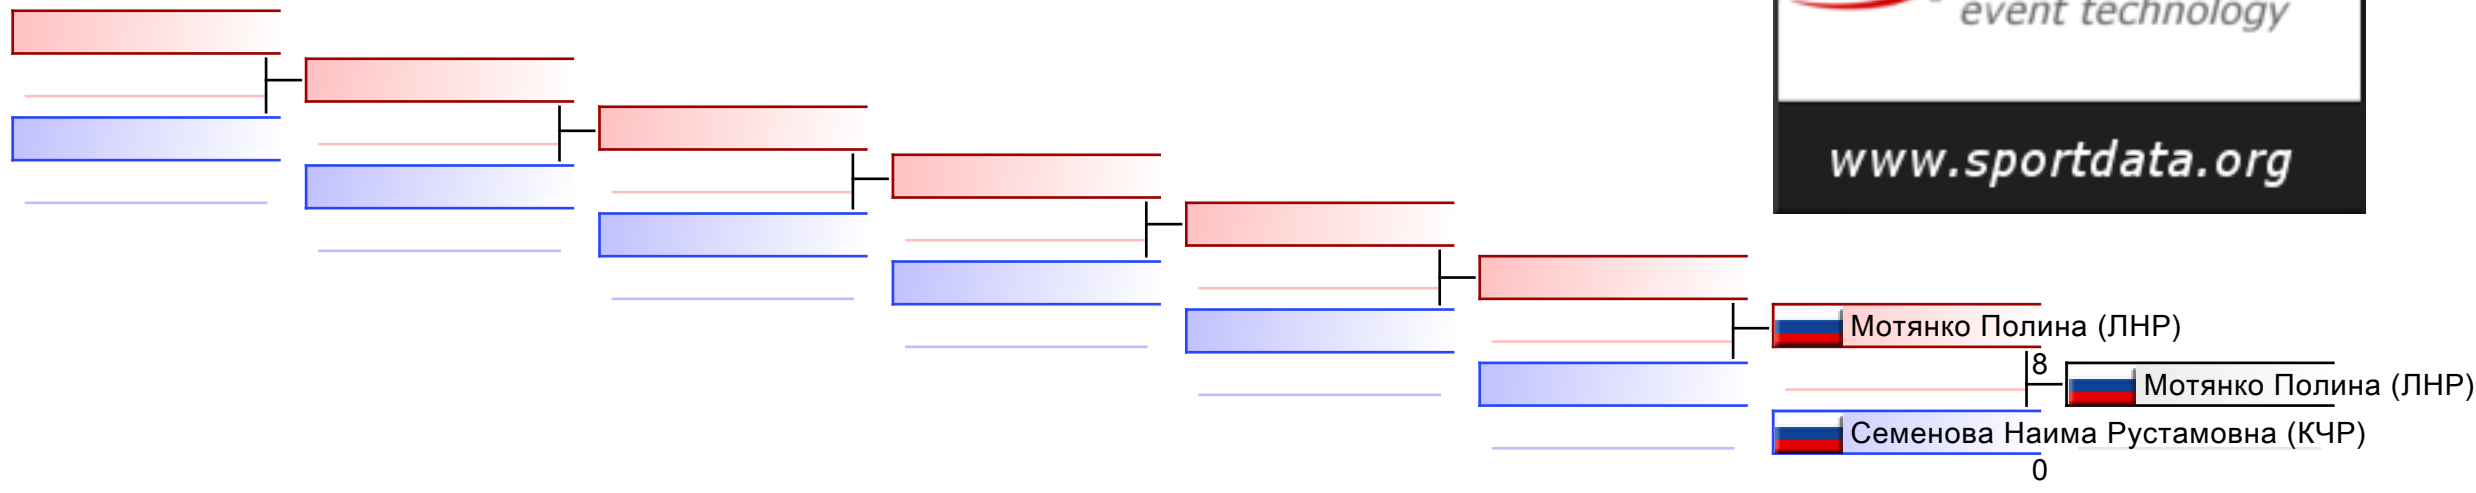 event technology
www.sportdata.org
Мотянко Полина (ЛНР)
8
Мотянко Полина (ЛНР)
Семенова Наима Рустамовна (КЧР)
0